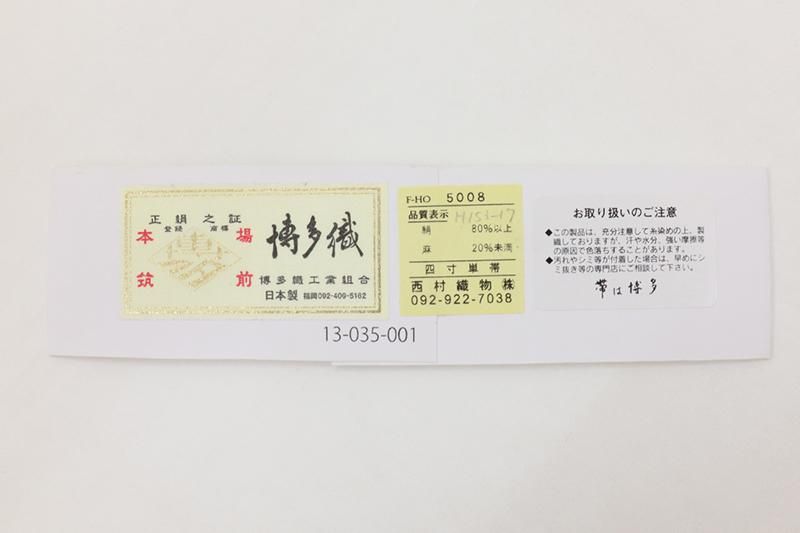 正絹之証
登録 商標
本場
筑前
博多織
博多織工業組合
日本製 福岡092-409-5162
13-035-001
F-HO 5008
品質表示 H151-17
絹 80%以上
麻 20%未満
四寸単帯
西村織物㈱
092-922-7038
お取り扱いのご注意
◆この製品は、充分注意して糸染めの上、製
織しておりますが、汗や水分、強い摩擦等
の原因で色落ちすることがあります。
◆汚れやシミ等が付着した場合は、早めにシ
ミ抜き等の専門店にご相談して下さい。
帯は博多